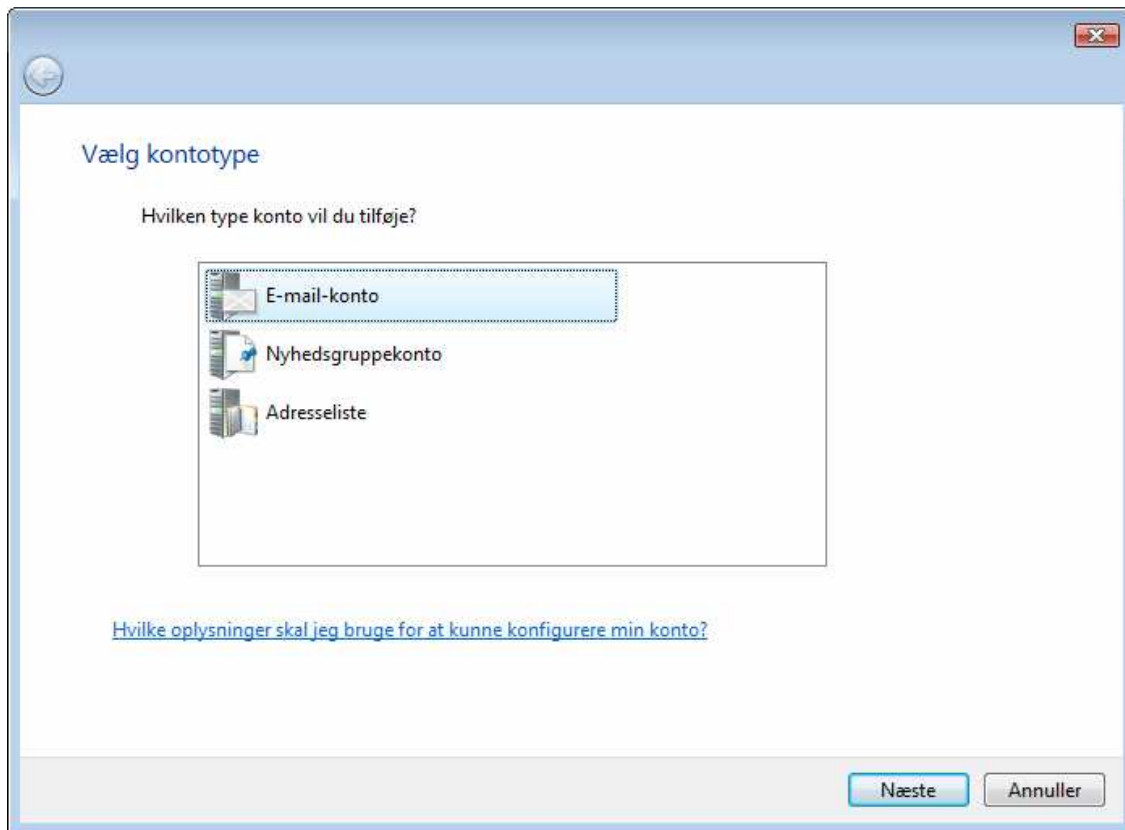 Vælg kontotype
Hvilken type konto vil du tilføje?
E-mail-konto
Nyhedsgruppekonto
Adresseliste
Hvilke oplysninger skal jeg bruge for at kunne konfigurere min konto?
Næste
Annuller